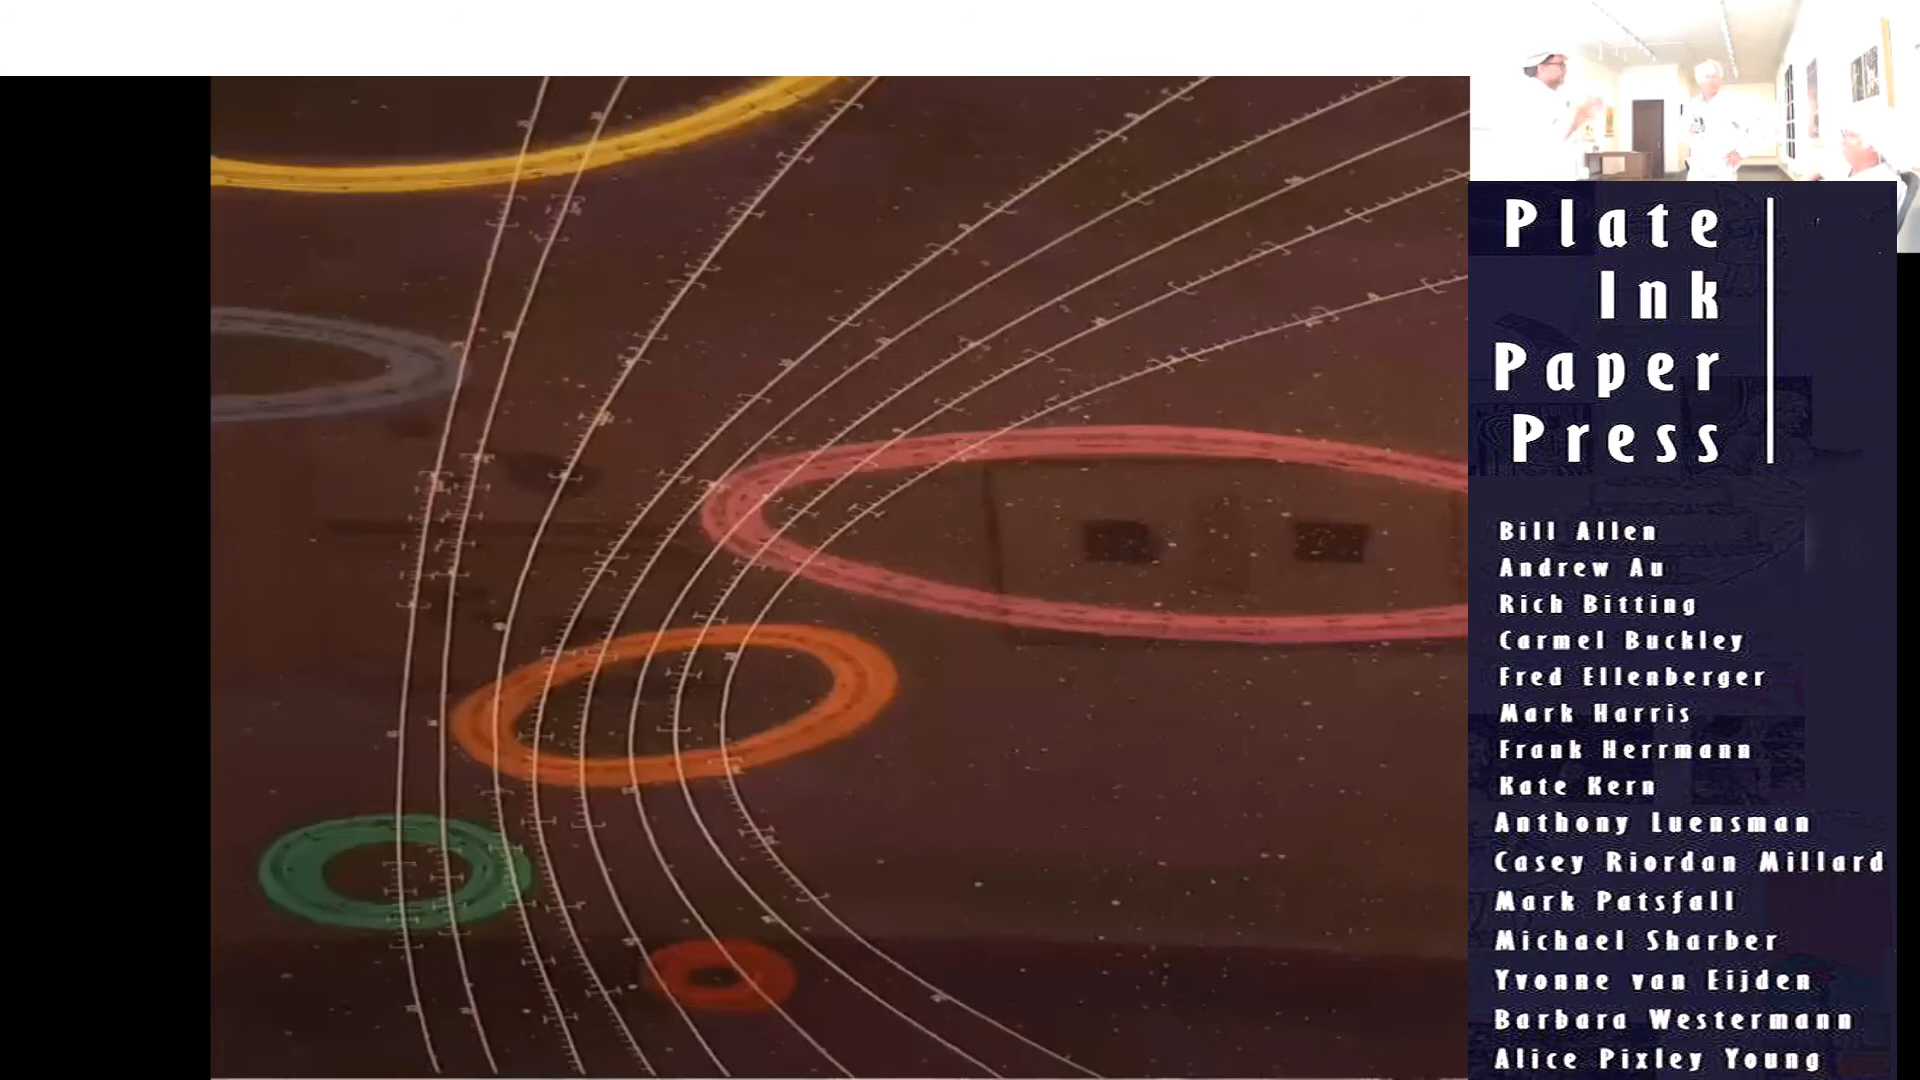 Plate
Ink
Paper
Press
Bill Allen
Andrew Au
Rich Bitting
Carmel Buckley
Fred Ellenberger
Mark Harris
Frank Herrmann
Kate Kern
Anthony Luensman
Casey Riordan Millard
Mark Patsfall
Michael Sharber
Yvonne van Eijden
Barbara Westermann
Alice Pixley Young